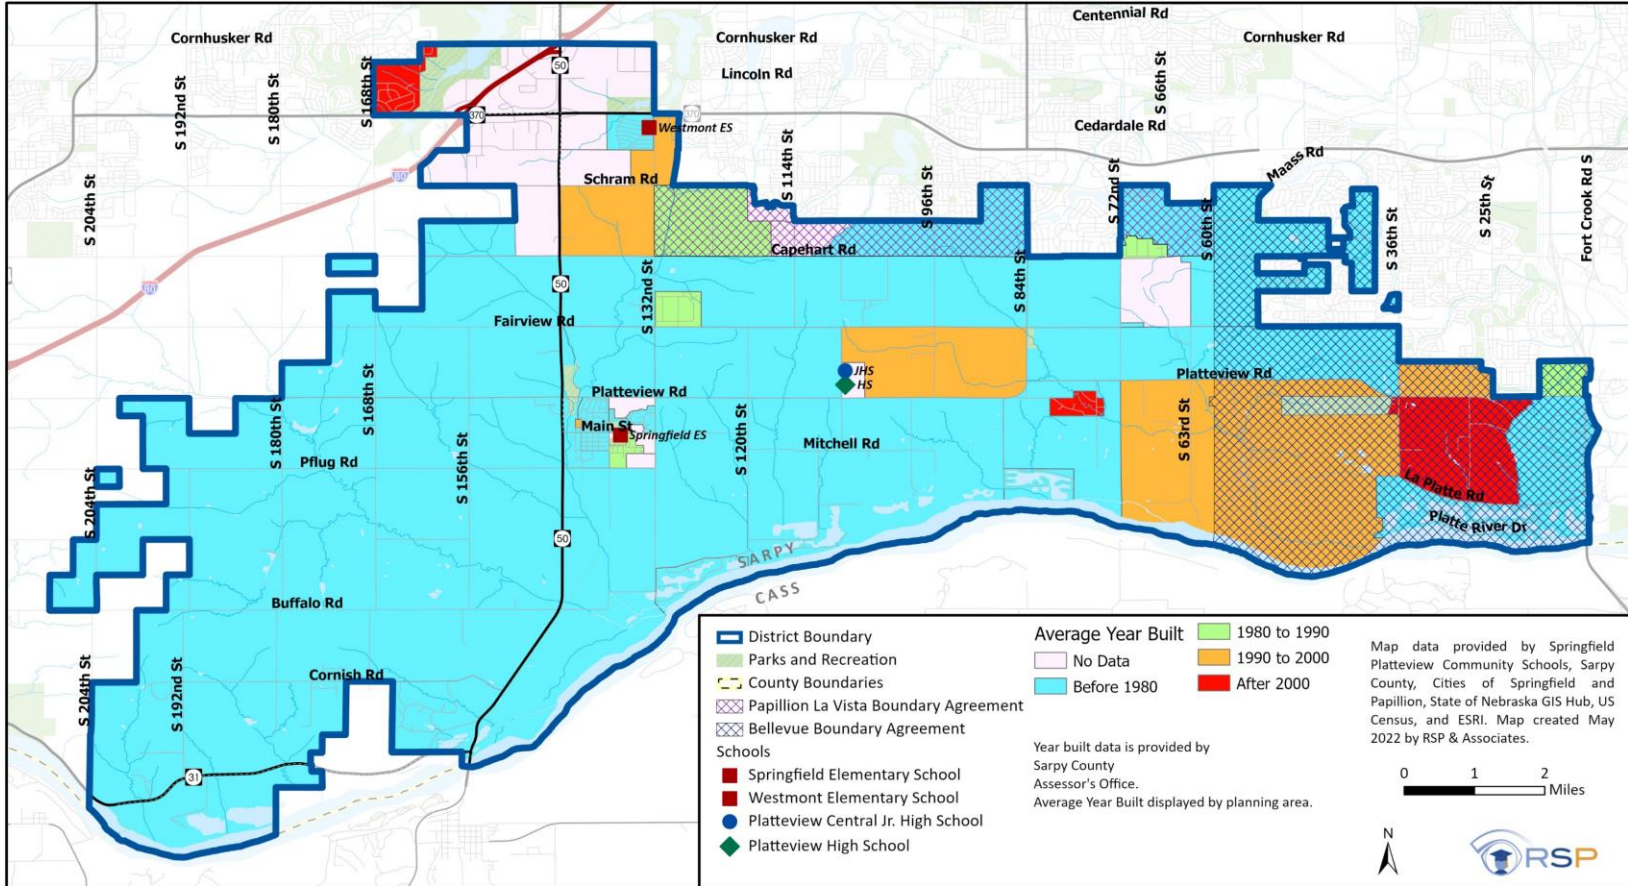 Centennial Rd
Cornhusker Rd
Cornhusker Rd
Cornhusker Rd
Lincoln Rd
50
S 192nd St
S 180th St
S 168th St
S 66th St
370
370
Westmont ES
Cedardale Rd
S 114th St
Maass Rd
80
Schram Rd
S 204th St
S 96th St
S 72nd St
S 60th St
S 36th St
S 25th St
Fort Crook Rd S
Capehart Rd
80
50
S 132nd St
S 84th St
Fairview Rd
JHS
HS
Platteview Rd
Platteview Rd
S 168th St
S 180th St
Main St
Springfield ES
S 120th St
Mitchell Rd
S 63rd St
Pflug Rd
S 156th St
S 204th St
La Platte Rd
Platte River Dr
50
SARPY
CASS
Buffalo Rd
Cornish Rd
S 204th St
S 192nd St
31
District Boundary
Parks and Recreation
County Boundaries
Papillion La Vista Boundary Agreement
Bellevue Boundary Agreement
Schools
Springfield Elementary School
Westmont Elementary School
Platteview Central Jr. High School
Platteview High School
Average Year Built
No Data
Before 1980
1980 to 1990
1990 to 2000
After 2000
Year built data is provided by
Sarpy County
Assessor's Office.
Average Year Built displayed by planning area.
Map data provided by Springfield
Platteview Community Schools, Sarpy
County, Cities of Springfield and
Papillion, State of Nebraska GIS Hub, US
Census, and ESRI. Map created May
2022 by RSP & Associates.
0 1 2
Miles
N
RSP